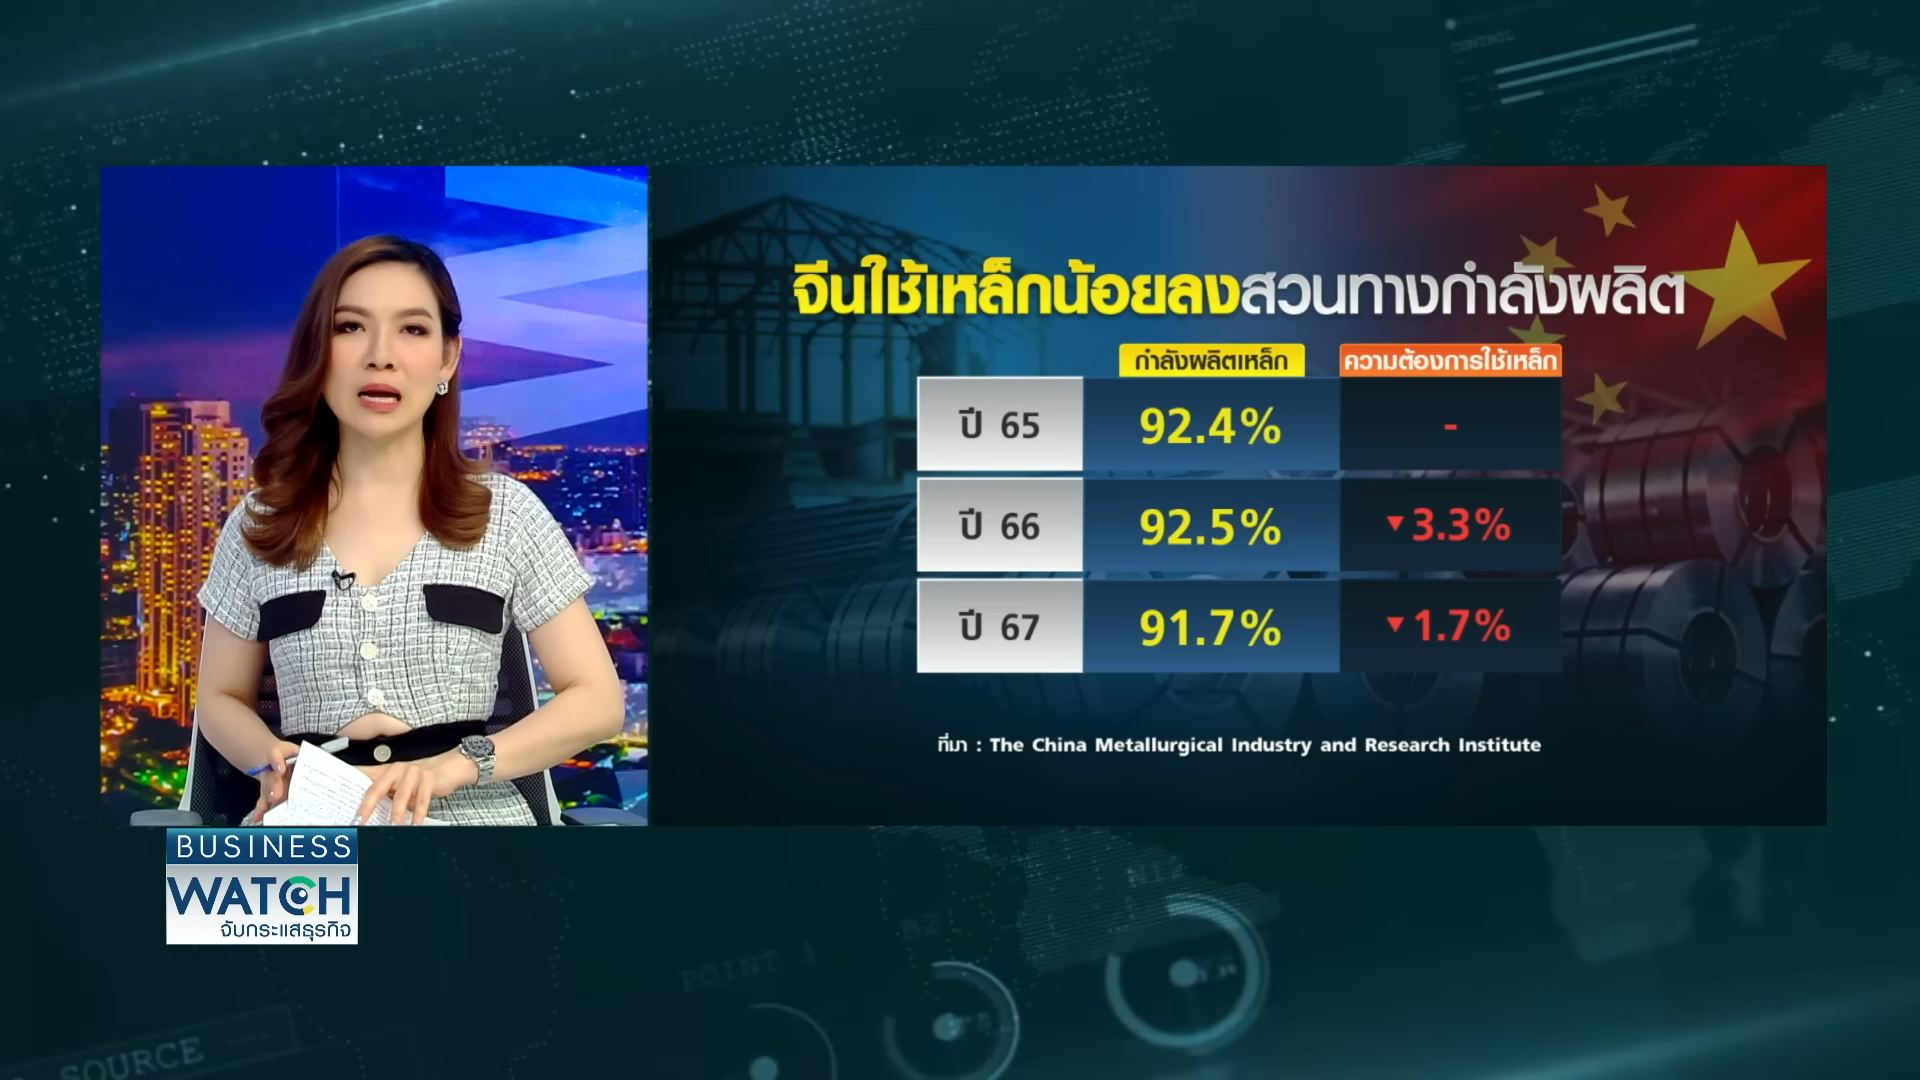 จีนใช้เหล็กน้อยลงสวนทางกำลังผลิต
กำลังผลิตเหล็ก ความต้องการใช้เหล็ก
ปี 65 92.4% -
ปี 66 92.5% ▼3.3%
ปี 67 91.7% ▼1.7%
ที่มา : The China Metallurgical Industry and Research Institute
BUSINESS
WATCH
จับกระแสธุรกิจ
CONTROL
POINT 1
SOURCE